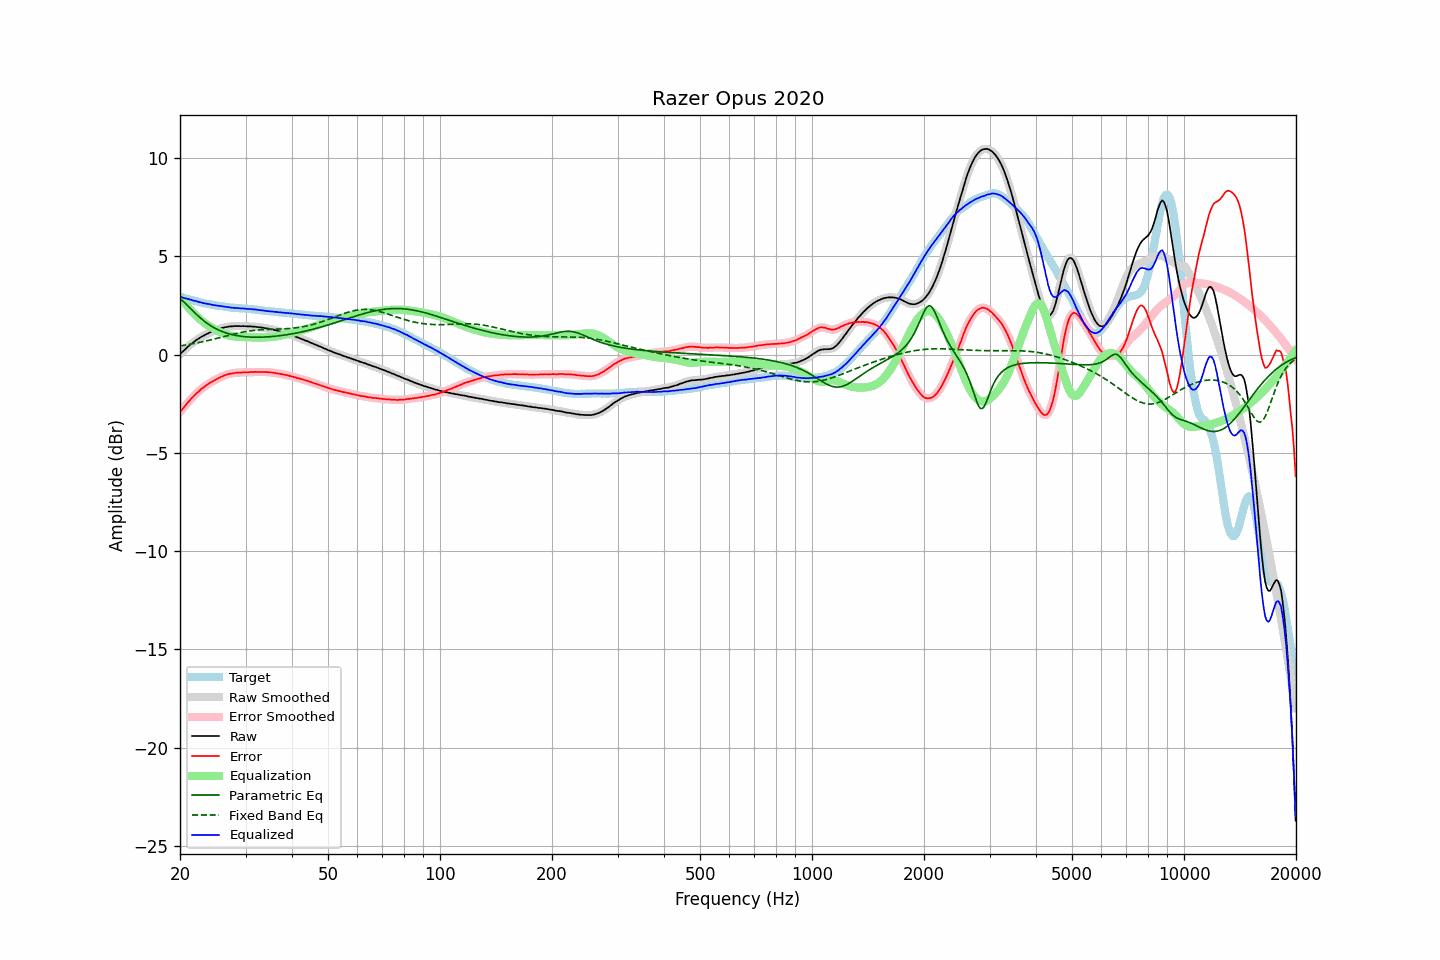 Razer Opus 2020
Amplitude (dBr)
10
5
0
−5
−10
−15
−20
−25
Target
Raw Smoothed
Error Smoothed
Raw
Error
Equalization
Parametric Eq
Fixed Band Eq
Equalized
20
50
100
200
500
1000
2000
5000
10000
20000
Frequency (Hz)